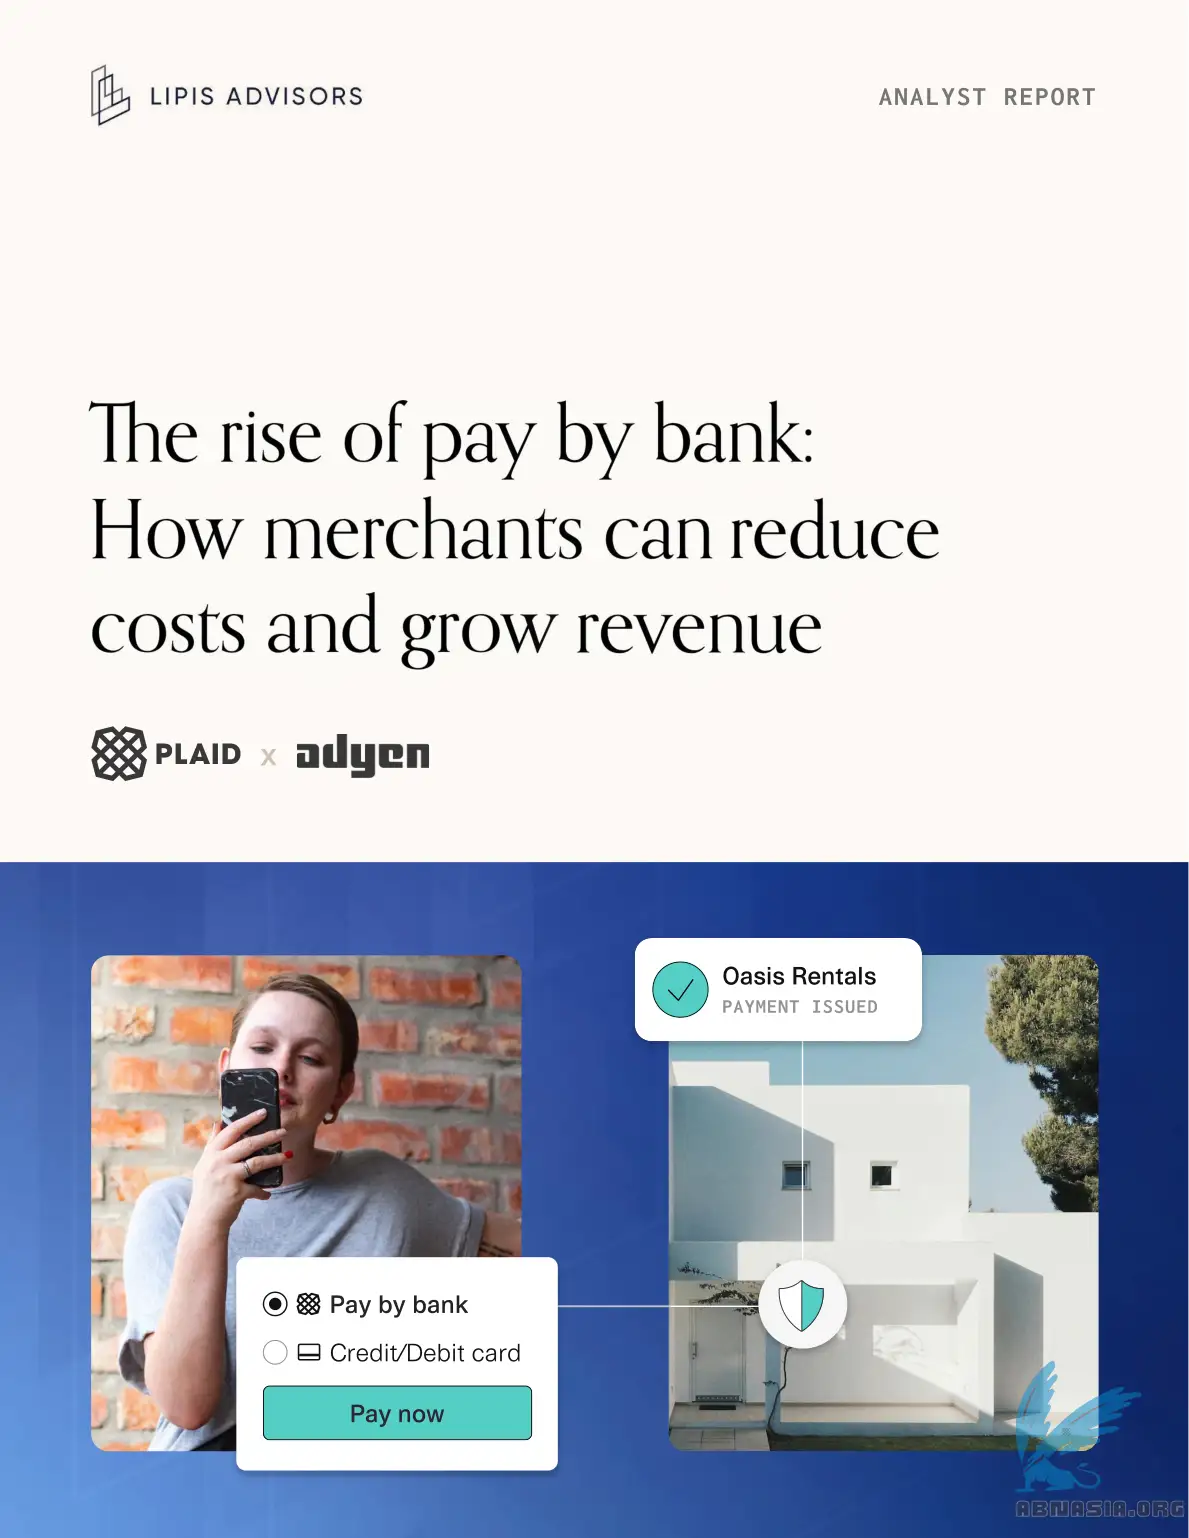 LIPIS ADVISORS
ANALYST REPORT
The rise of pay by bank:
How merchants can reduce
costs and grow revenue
PLAID x adyen
Oasis Rentals
PAYMENT ISSUED
Pay by bank
Credit/Debit card
Pay now
ABNASIA.ORG